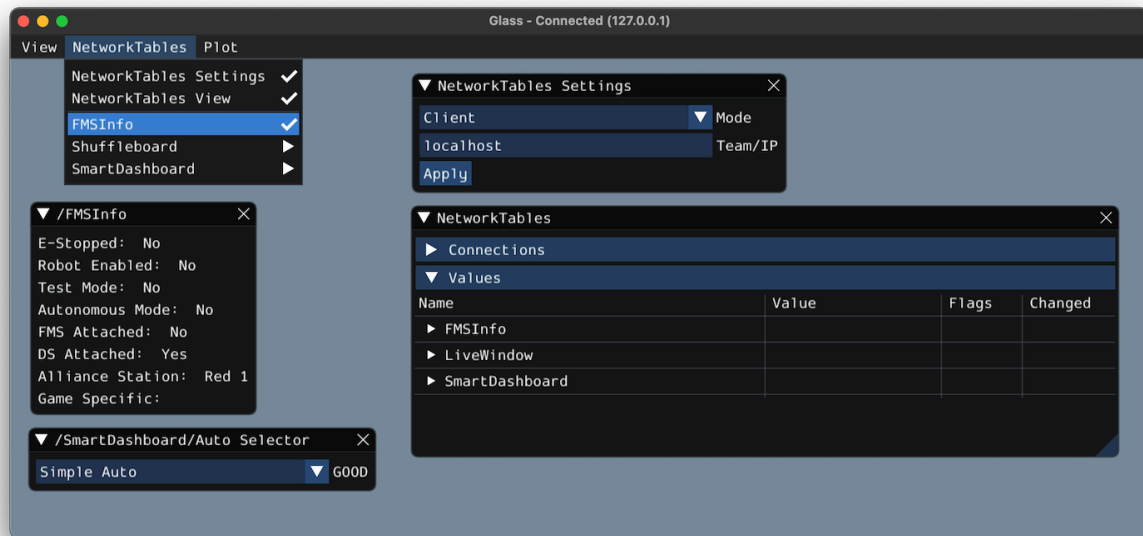 Glass - Connected (127.0.0.1)
View NetworkTables Plot
NetworkTables Settings
NetworkTables View
FMSInfo
Shuffleboard
SmartDashboard
NetworkTables Settings
Client Mode
localhost Team/IP
Apply
/FMSInfo
E-Stopped: No
Robot Enabled: No
Test Mode: No
Autonomous Mode: No
FMS Attached: No
DS Attached: Yes
Alliance Station: Red 1
Game Specific:
NetworkTables
Connections
Values
Name Value Flags Changed
FMSInfo
LiveWindow
SmartDashboard
/SmartDashboard/Auto Selector
Simple Auto GOOD